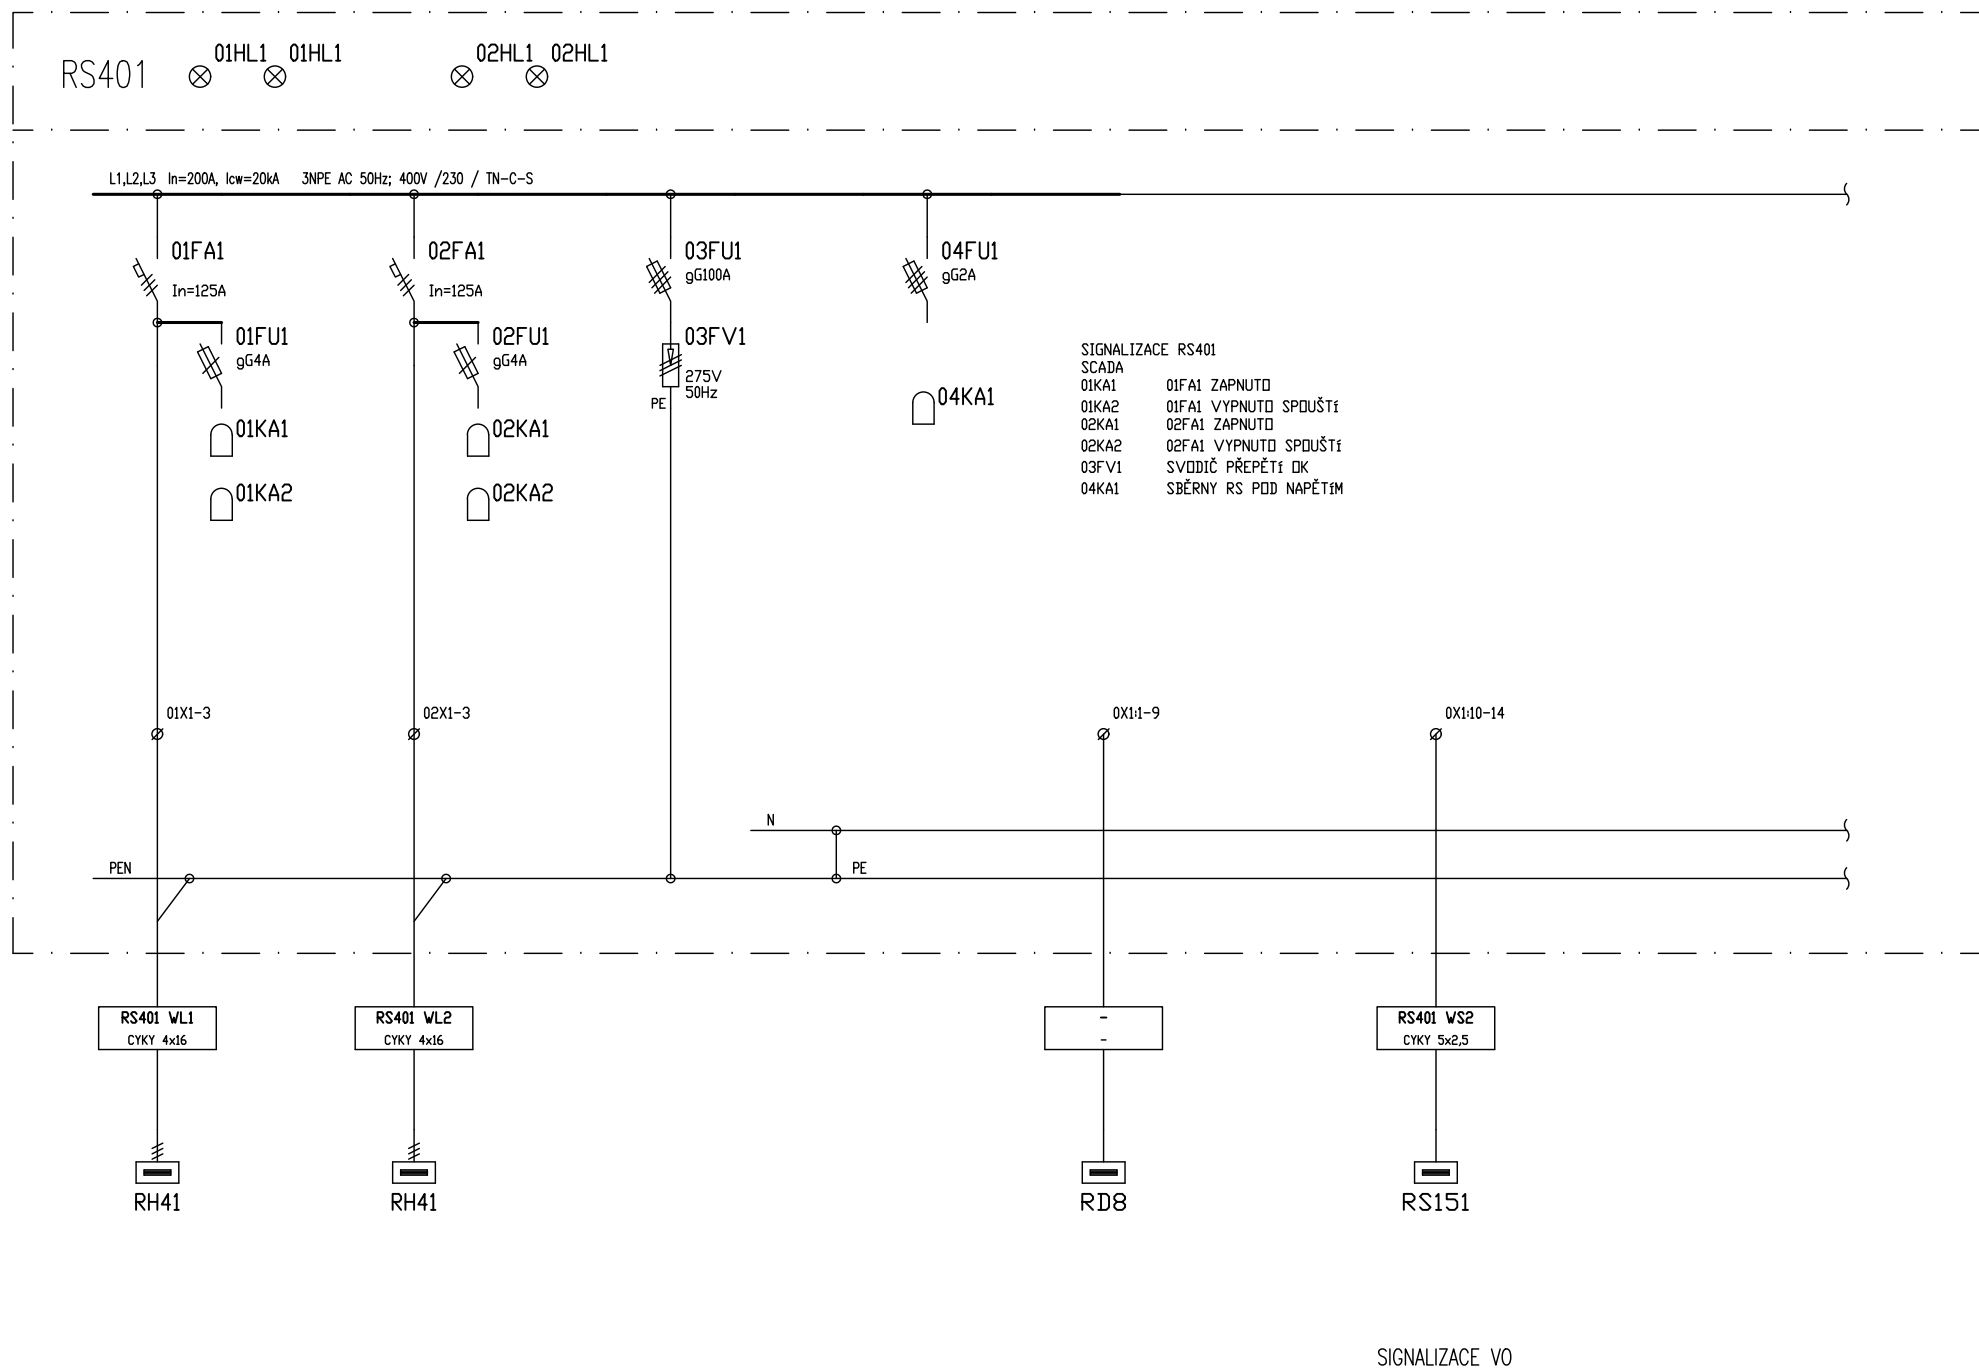 RS401 01HL1 01HL1 02HL1 02HL1
L1,L2,L3 In=200A, Icw=20kA 3NPE AC 50Hz; 400V /230 / TN-C-S
01FA1
In=125A
02FA1
In=125A
03FU1
gG100A
04FU1
gG2A
01FU1
gG4A
02FU1
gG4A
03FV1
275V
50Hz
PE
01KA1
02KA1
04KA1
01KA2
02KA2
SIGNALIZACE RS401
SCADA
01KA1 01FA1 ZAPNUTO
01KA2 01FA1 VYPNUTO SPOUŠTÍ
02KA1 02FA1 ZAPNUTO
02KA2 02FA1 VYPNUTO SPOUŠTÍ
03FV1 SVODIČ PŘEPĚTÍ OK
04KA1 SBĚRNY RS POD NAPĚTÍM
01X1-3
02X1-3
0X1:1-9
0X1:10-14
N
PEN
PE
RS401 WL1
CYKY 4x16
RS401 WL2
CYKY 4x16
-
-
RS401 WS2
CYKY 5x2,5
RH41
RH41
RD8
RS151
SIGNALIZACE VO